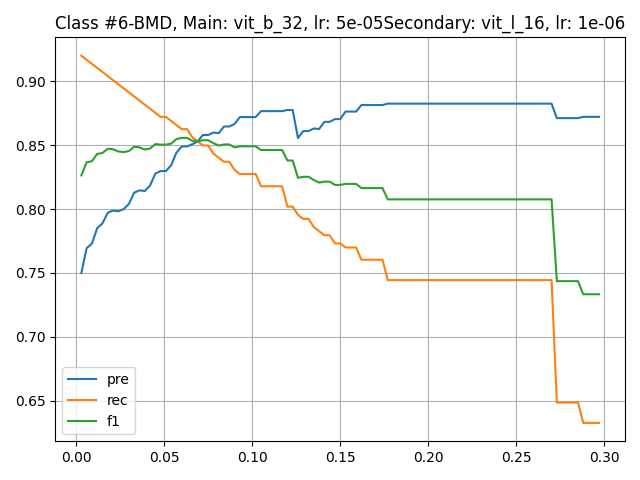 Class #6-BMD, Main: vit_b_32, lr: 5e-05Secondary: vit_l_16, lr: 1e-06
0.90
0.85
0.80
0.75
0.70
0.65
pre
rec
f1
0.00 0.05 0.10 0.15 0.20 0.25 0.30